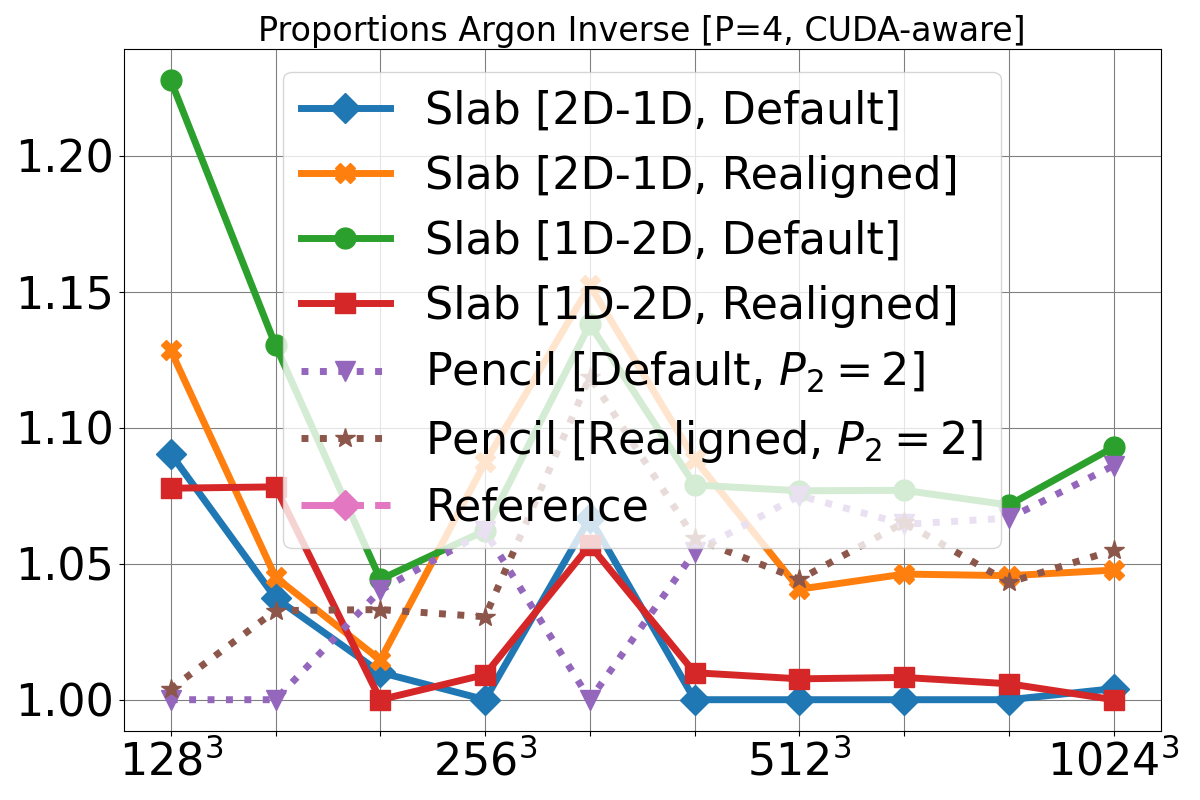 Proportions Argon Inverse [P=4, CUDA-aware]
Slab [2D-1D, Default]
Slab [2D-1D, Realigned]
Slab [1D-2D, Default]
Slab [1D-2D, Realigned]
Pencil [Default, P₂ = 2]
Pencil [Realigned, P₂ = 2]
Reference
1.20
1.15
1.10
1.05
1.00
128³ 256³ 512³ 1024³